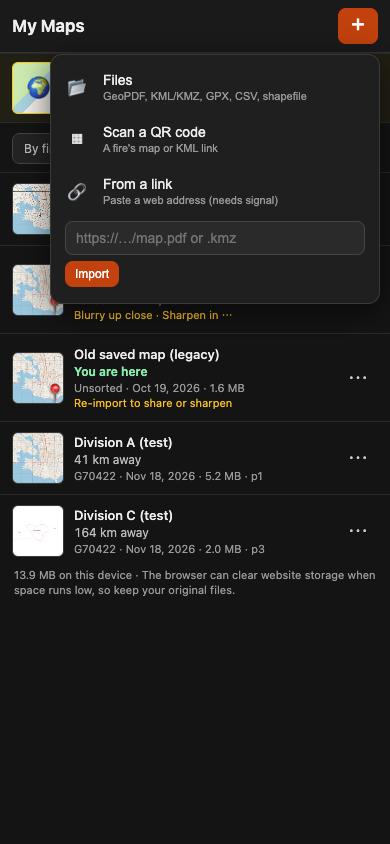 My Maps
+
Files
GeoPDF, KML/KMZ, GPX, CSV, shapefile
Scan a QR code
A fire's map or KML link
From a link
Paste a web address (needs signal)
https://…/map.pdf or .kmz
Import
By fi
Blurry up close · Sharpen in ···
Old saved map (legacy)
You are here
Unsorted · Oct 19, 2026 · 1.6 MB
Re-import to share or sharpen
Division A (test)
41 km away
G70422 · Nov 18, 2026 · 5.2 MB · p1
Division C (test)
164 km away
G70422 · Nov 18, 2026 · 2.0 MB · p3
13.9 MB on this device · The browser can clear website storage when
space runs low, so keep your original files.